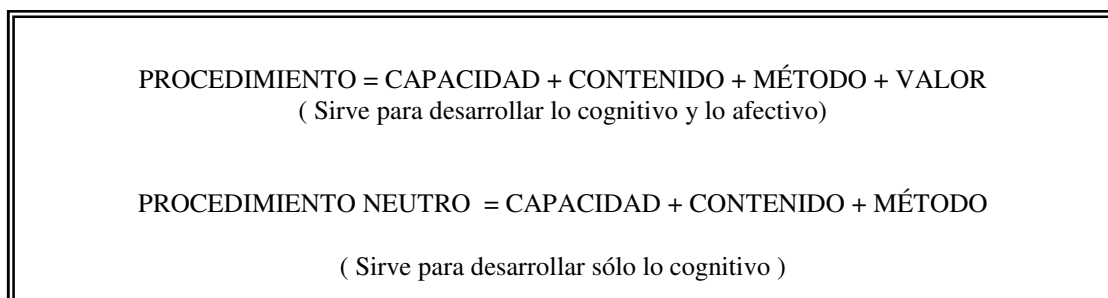 PROCEDIMIENTO = CAPACIDAD + CONTENIDO + MÉTODO + VALOR
( Sirve para desarrollar lo cognitivo y lo afectivo)
PROCEDIMIENTO NEUTRO = CAPACIDAD + CONTENIDO + MÉTODO
( Sirve para desarrollar sólo lo cognitivo )